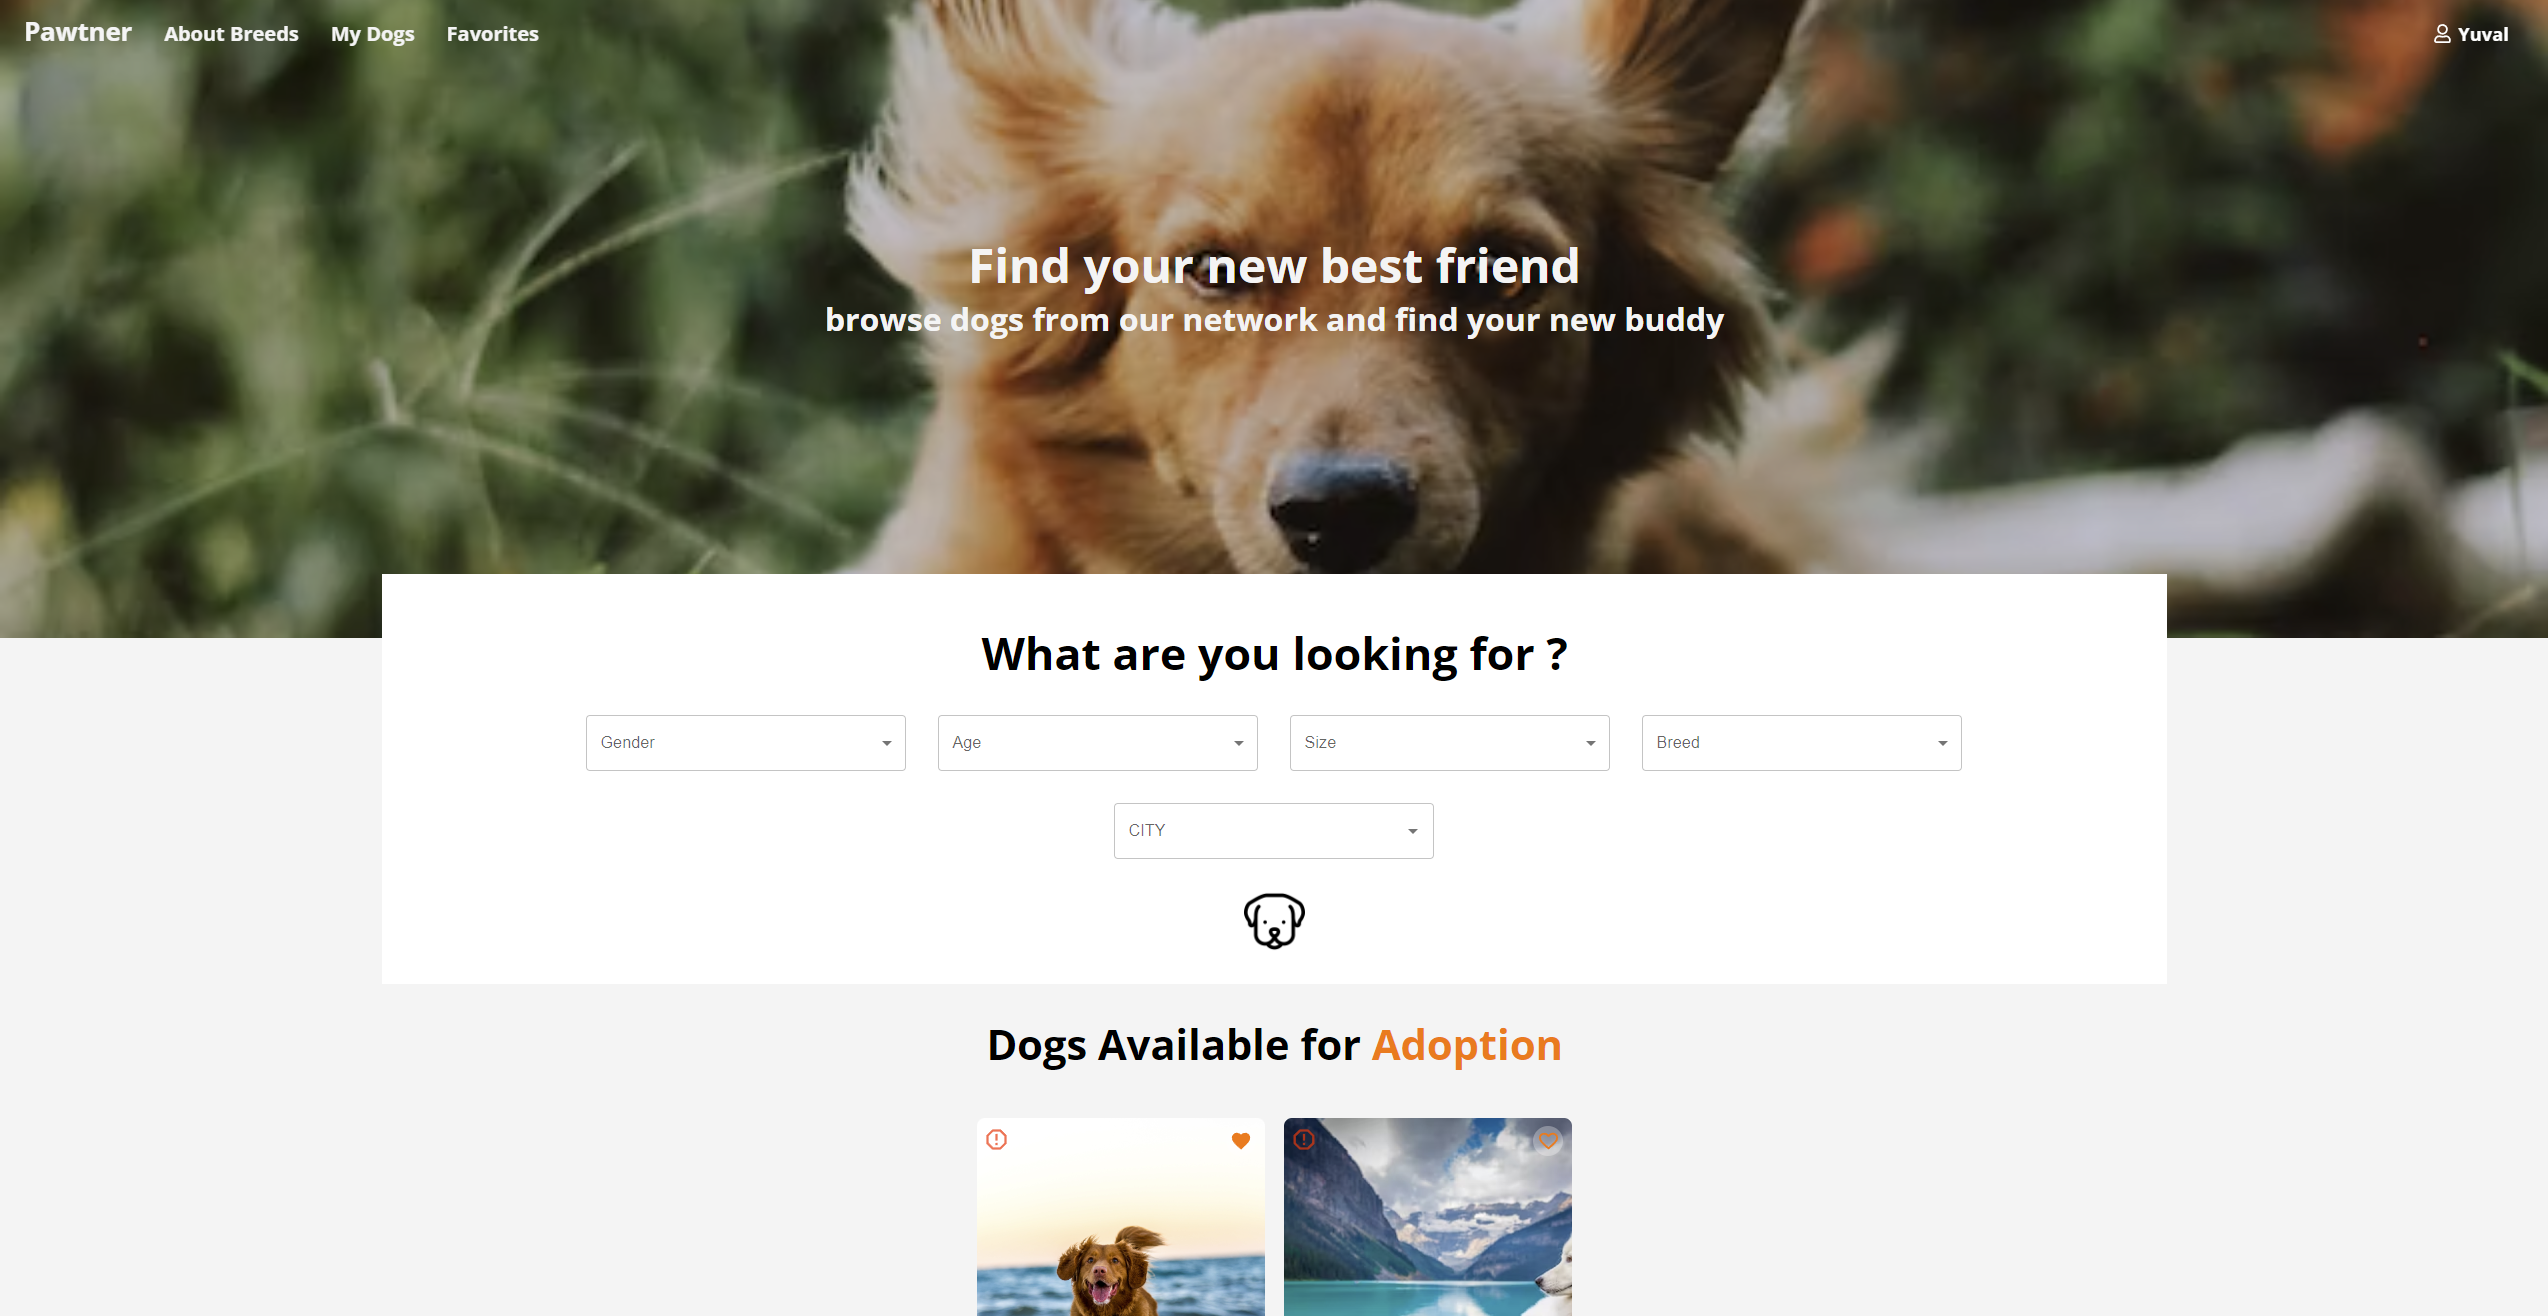 Pawtner About Breeds My Dogs Favorites Yuval
Find your new best friend
browse dogs from our network and find your new buddy
What are you looking for ?
Gender Age Size Breed
CITY
Dogs Available for Adoption